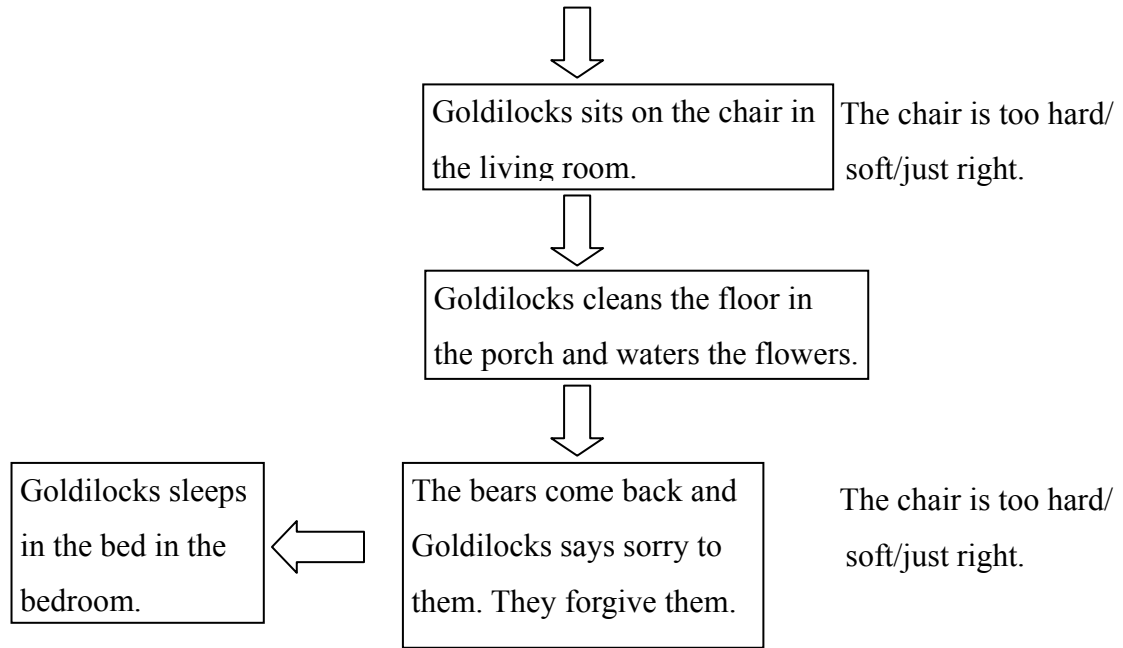 Goldilocks sits on the chair in
the living room.
The chair is too hard/
soft/just right.
Goldilocks cleans the floor in
the porch and waters the flowers.
The bears come back and
Goldilocks says sorry to
them. They forgive them.
The chair is too hard/
soft/just right.
Goldilocks sleeps
in the bed in the
bedroom.